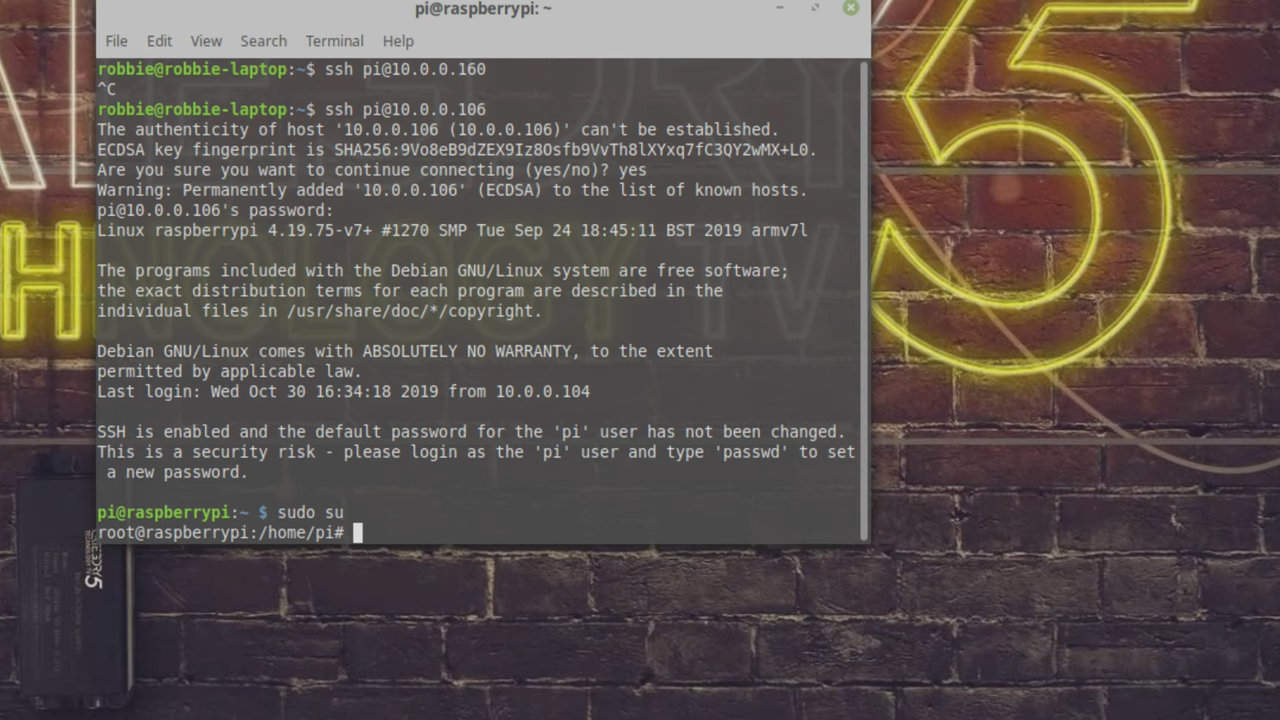 pi@raspberrypi: ~
File Edit View Search Terminal Help
robbie@robbie-laptop:~$ ssh pi@10.0.0.160
^C
robbie@robbie-laptop:~$ ssh pi@10.0.0.106
The authenticity of host '10.0.0.106 (10.0.0.106)' can't be established.
ECDSA key fingerprint is SHA256:9Vo8eB9dZEX9Iz8Osfb9VvTh8lXYxq7fC3QY2wMX+L0.
Are you sure you want to continue connecting (yes/no)? yes
Warning: Permanently added '10.0.0.106' (ECDSA) to the list of known hosts.
pi@10.0.0.106's password:
Linux raspberrypi 4.19.75-v7+ #1270 SMP Tue Sep 24 18:45:11 BST 2019 armv7l
The programs included with the Debian GNU/Linux system are free software;
the exact distribution terms for each program are described in the
individual files in /usr/share/doc/*/copyright.
Debian GNU/Linux comes with ABSOLUTELY NO WARRANTY, to the extent
permitted by applicable law.
Last login: Wed Oct 30 16:34:18 2019 from 10.0.0.104
SSH is enabled and the default password for the 'pi' user has not been changed.
This is a security risk - please login as the 'pi' user and type 'passwd' to set
a new password.
pi@raspberrypi:~ $ sudo su
root@raspberrypi:/home/pi#
5
HNOLOGY TV